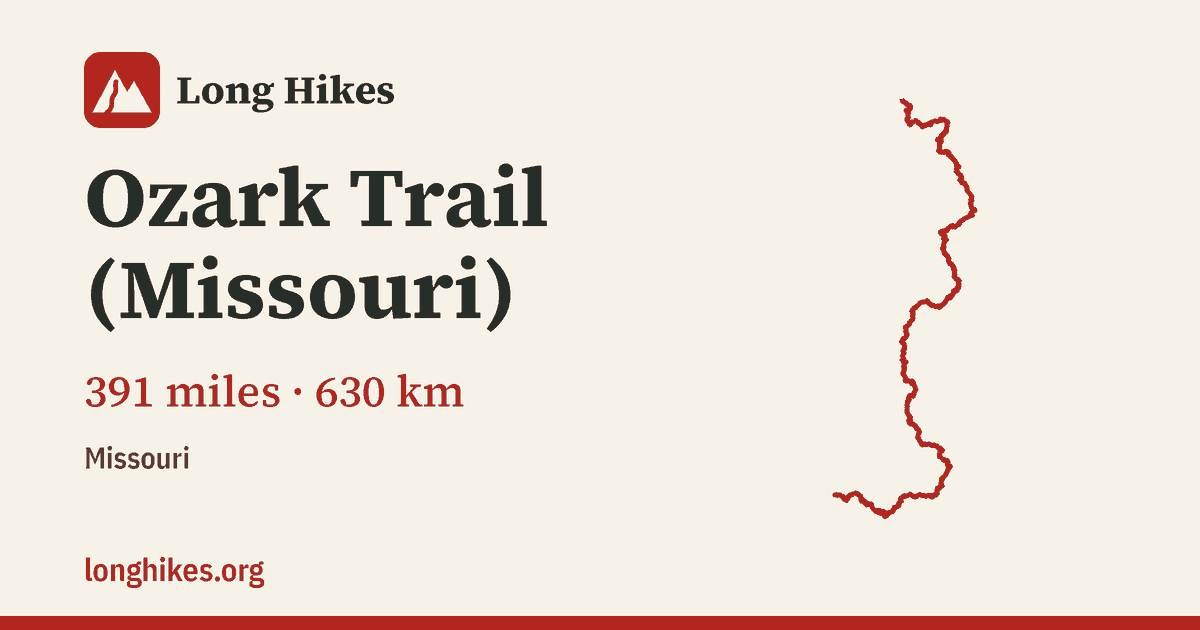 Long Hikes
Ozark Trail
(Missouri)
391 miles · 630 km
Missouri
longhikes.org